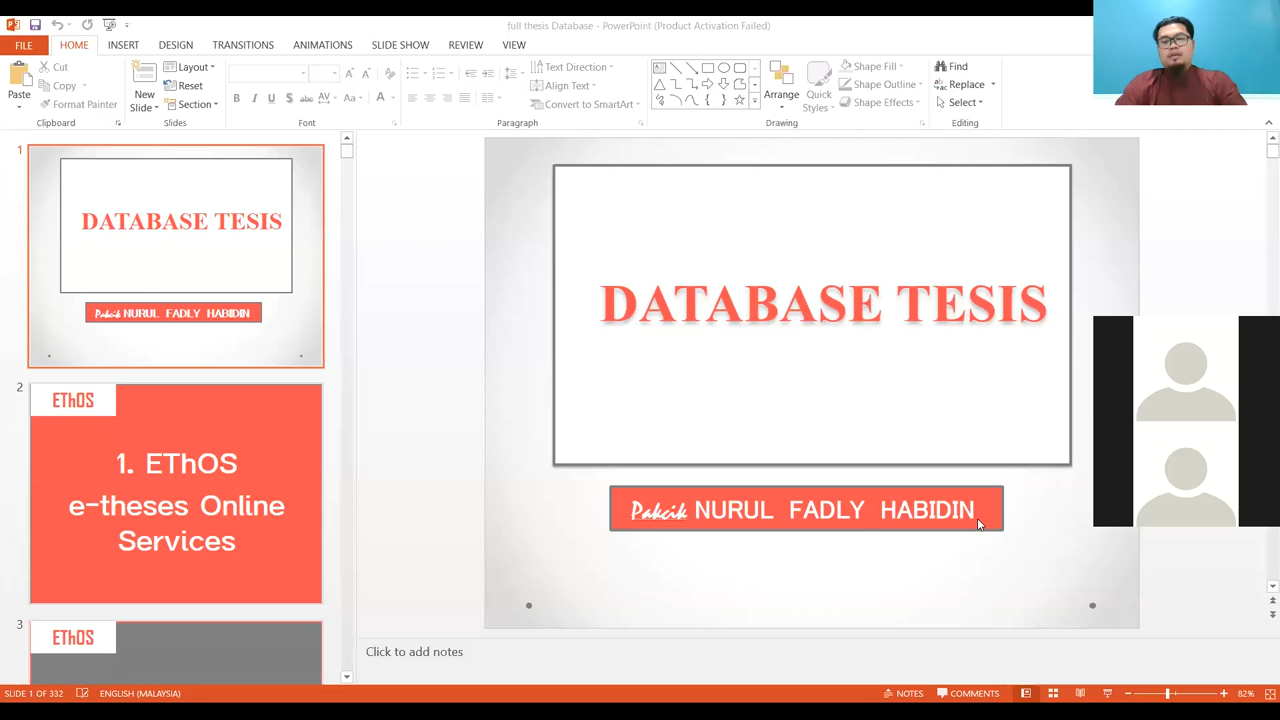 full thesis Database - PowerPoint (Product Activation Failed)
FILE HOME INSERT DESIGN TRANSITIONS ANIMATIONS SLIDE SHOW REVIEW VIEW
Paste
Cut
Copy
Format Painter
Clipboard
New Slide
Layout
Reset
Section
Slides
B I U S abc AV Aa A
Font
Text Direction
Align Text
Convert to SmartArt
Paragraph
Arrange
Quick Styles
Shape Fill
Shape Outline
Shape Effects
Drawing
Find
Replace
Select
Editing
1
DATABASE TESIS
Pakcik NURUL FADLY HABIDIN
2
EThOS
1. EThOS
e-theses Online
Services
3
EThOS
DATABASE TESIS
Pakcik NURUL FADLY HABIDIN
Click to add notes
SLIDE 1 OF 332 ENGLISH (MALAYSIA) NOTES COMMENTS 82%